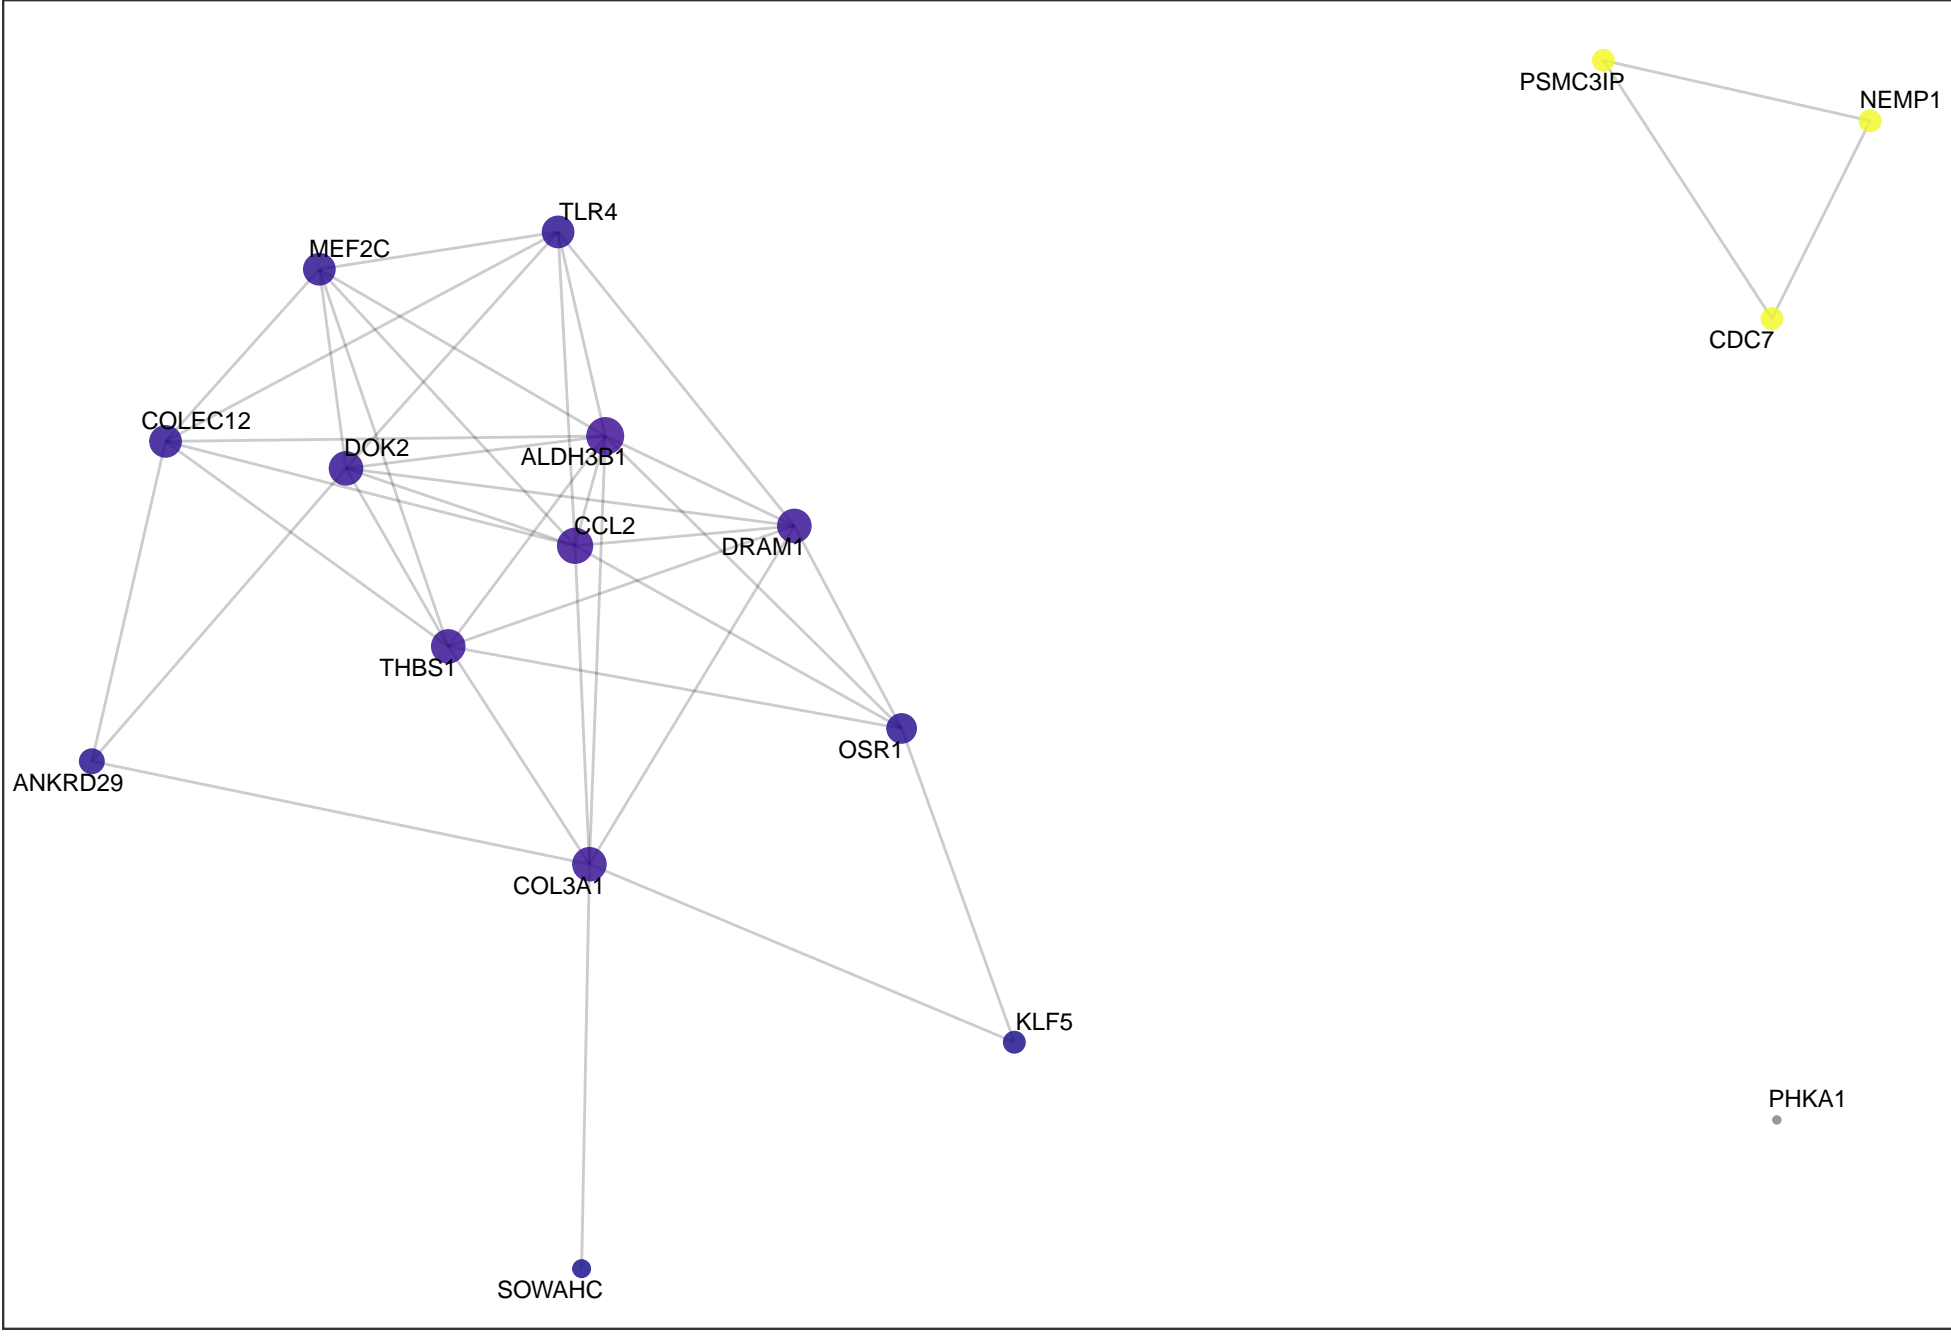 PSMC3IP
NEMP1
TLR4
MEF2C
CDC7
COLEC12
DOK2
ALDH3B1
CCL2
DRAM1
THBS1
OSR1
ANKRD29
COL3A1
KLF5
PHKA1
SOWAHC